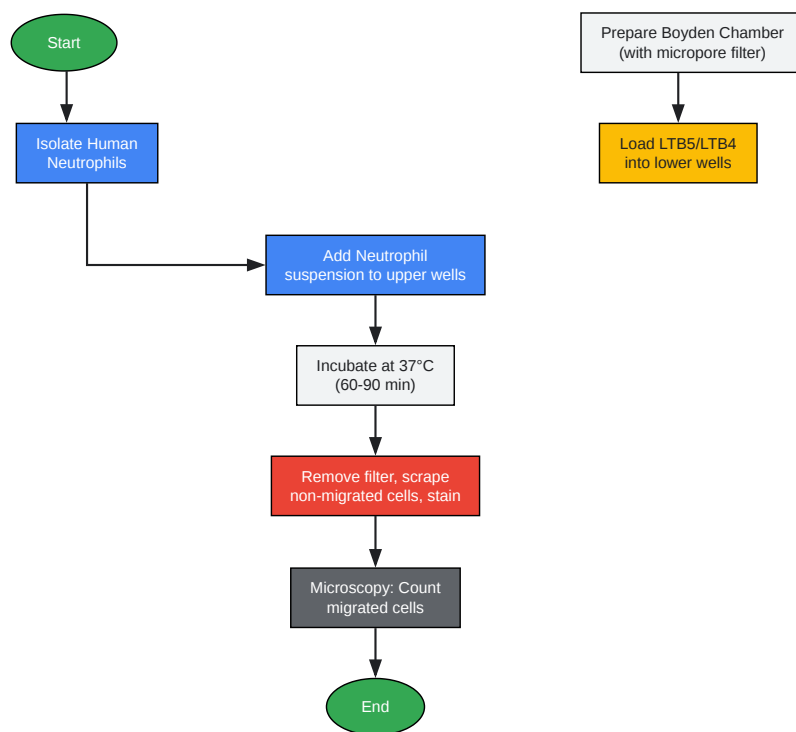 Start
Isolate Human
Neutrophils
Prepare Boyden Chamber
(with micropore filter)
Load LTB5/LTB4
into lower wells
Add Neutrophil
suspension to upper wells
Incubate at 37°C
(60-90 min)
Remove filter, scrape
non-migrated cells, stain
Microscopy: Count
migrated cells
End